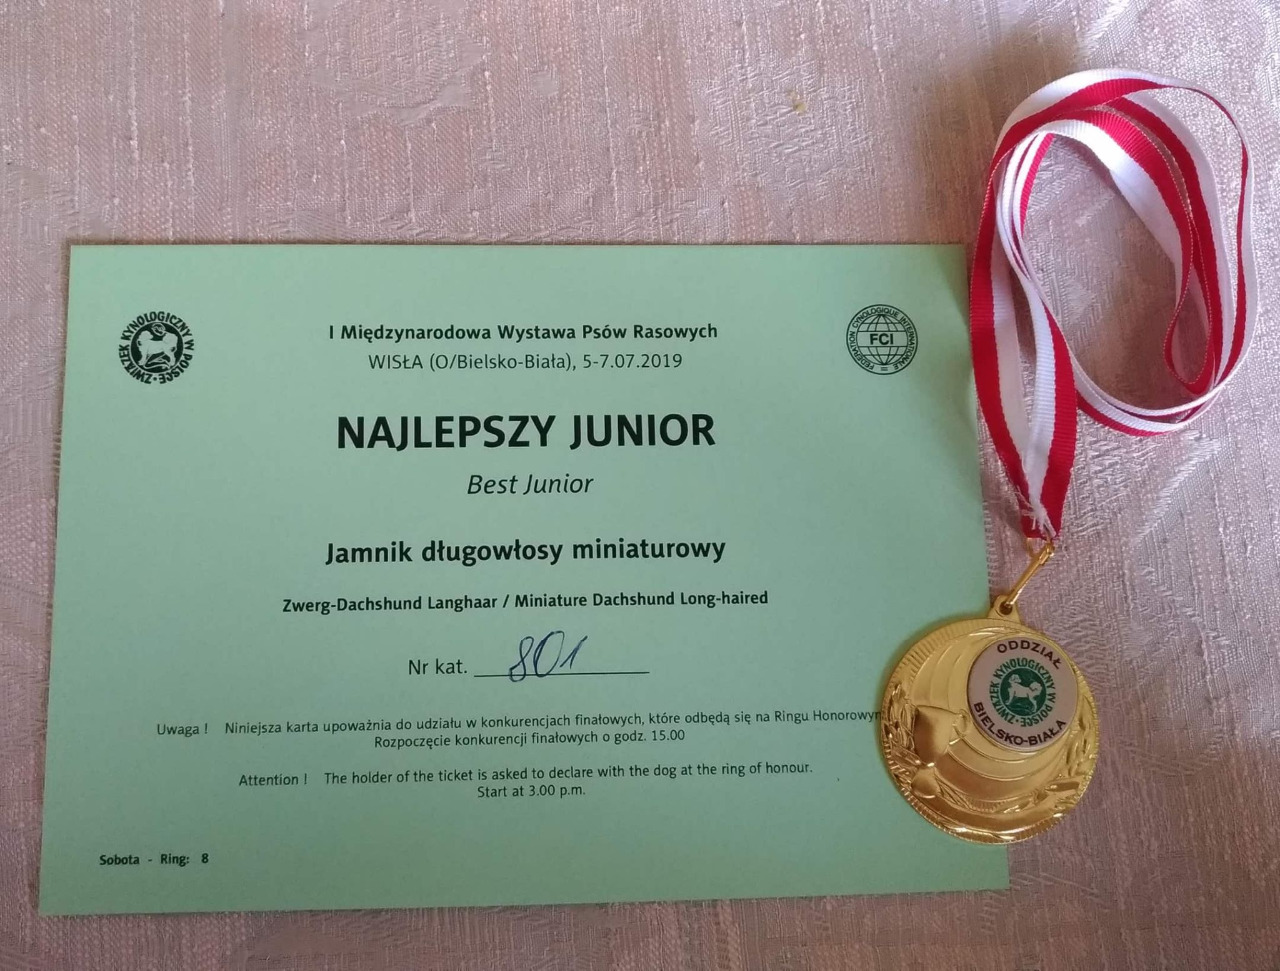 ZWIĄZEK KYNOLOGICZNY W POLSCE
FÉDÉRATION CYNOLOGIQUE INTERNATIONALE
FCI
I Międzynarodowa Wystawa Psów Rasowych
WISŁA (O/Bielsko-Biała), 5-7.07.2019
NAJLEPSZY JUNIOR
Best Junior
Jamnik długowłosy miniaturowy
Zwerg-Dachshund Langhaar / Miniature Dachshund Long-haired
Nr kat. 801
Uwaga ! Niniejsza karta upoważnia do udziału w konkurencjach finałowych, które odbędą się na Ringu Honorowym
Rozpoczęcie konkurencji finałowych o godz. 15.00
Attention ! The holder of the ticket is asked to declare with the dog at the ring of honour.
Start at 3.00 p.m.
Sobota - Ring: 8
ODDZIAŁ
ZWIĄZEK KYNOLOGICZNY W POLSCE
BIELSKO-BIAŁA